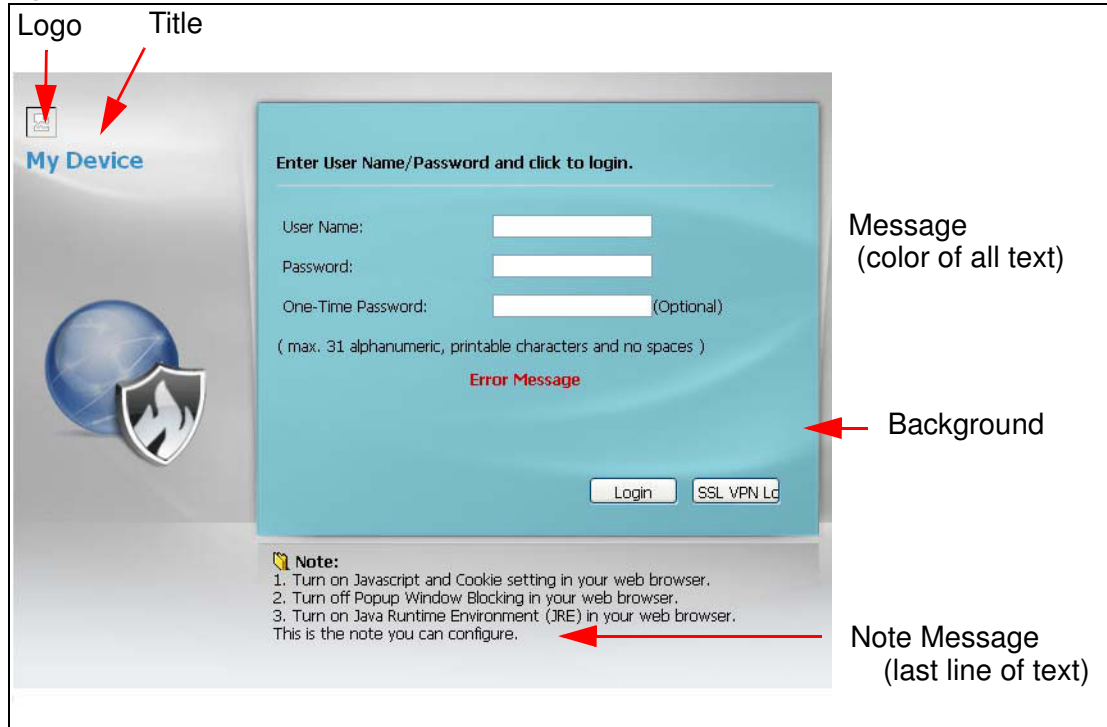 Logo
Title
My Device
Enter User Name/Password and click to login.
User Name:
Password:
One-Time Password:
(Optional)
( max. 31 alphanumeric, printable characters and no spaces )
Error Message
Login
SSL VPN Lo
Message
(color of all text)
Background
Note:
1. Turn on Javascript and Cookie setting in your web browser.
2. Turn off Popup Window Blocking in your web browser.
3. Turn on Java Runtime Environment (JRE) in your web browser.
This is the note you can configure.
Note Message
(last line of text)